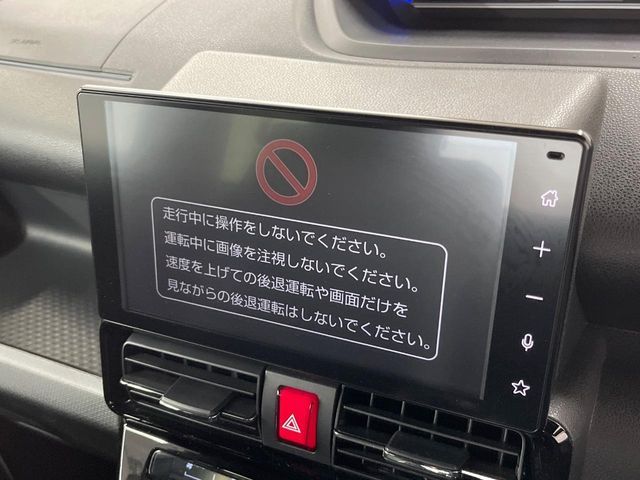 走行中に操作をしないでください。
運転中に画像を注視しないでください。
速度を上げての後退運転や画面だけを
見ながらの後退運転はしないでください。